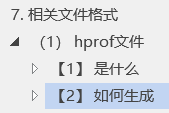 7. 相关文件格式
（1） hprof文件
【1】 是什么
【2】 如何生成